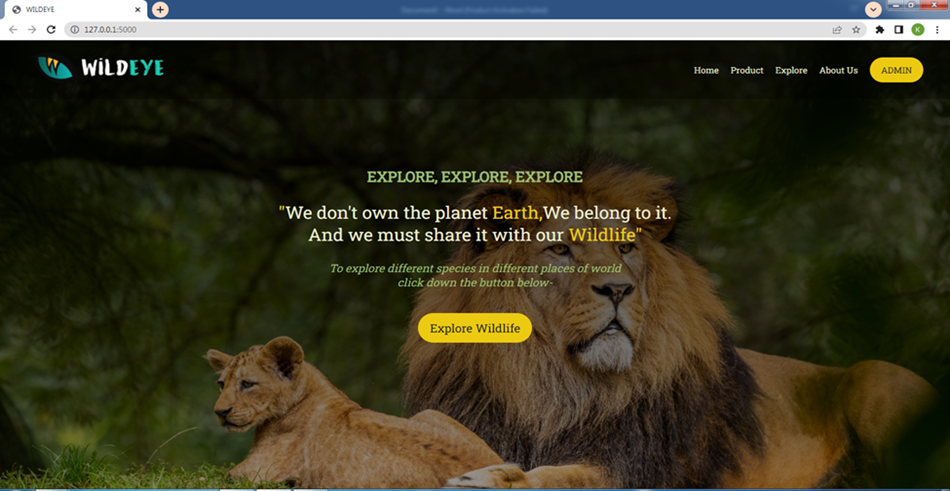 WILDEYE
127.0.0.1:5000
K
WiLDEYE
Home Product Explore About Us ADMIN
EXPLORE, EXPLORE, EXPLORE
"We don't own the planet Earth,We belong to it.
And we must share it with our Wildlife"
To explore different species in different places of world
click down the button below-
Explore Wildlife